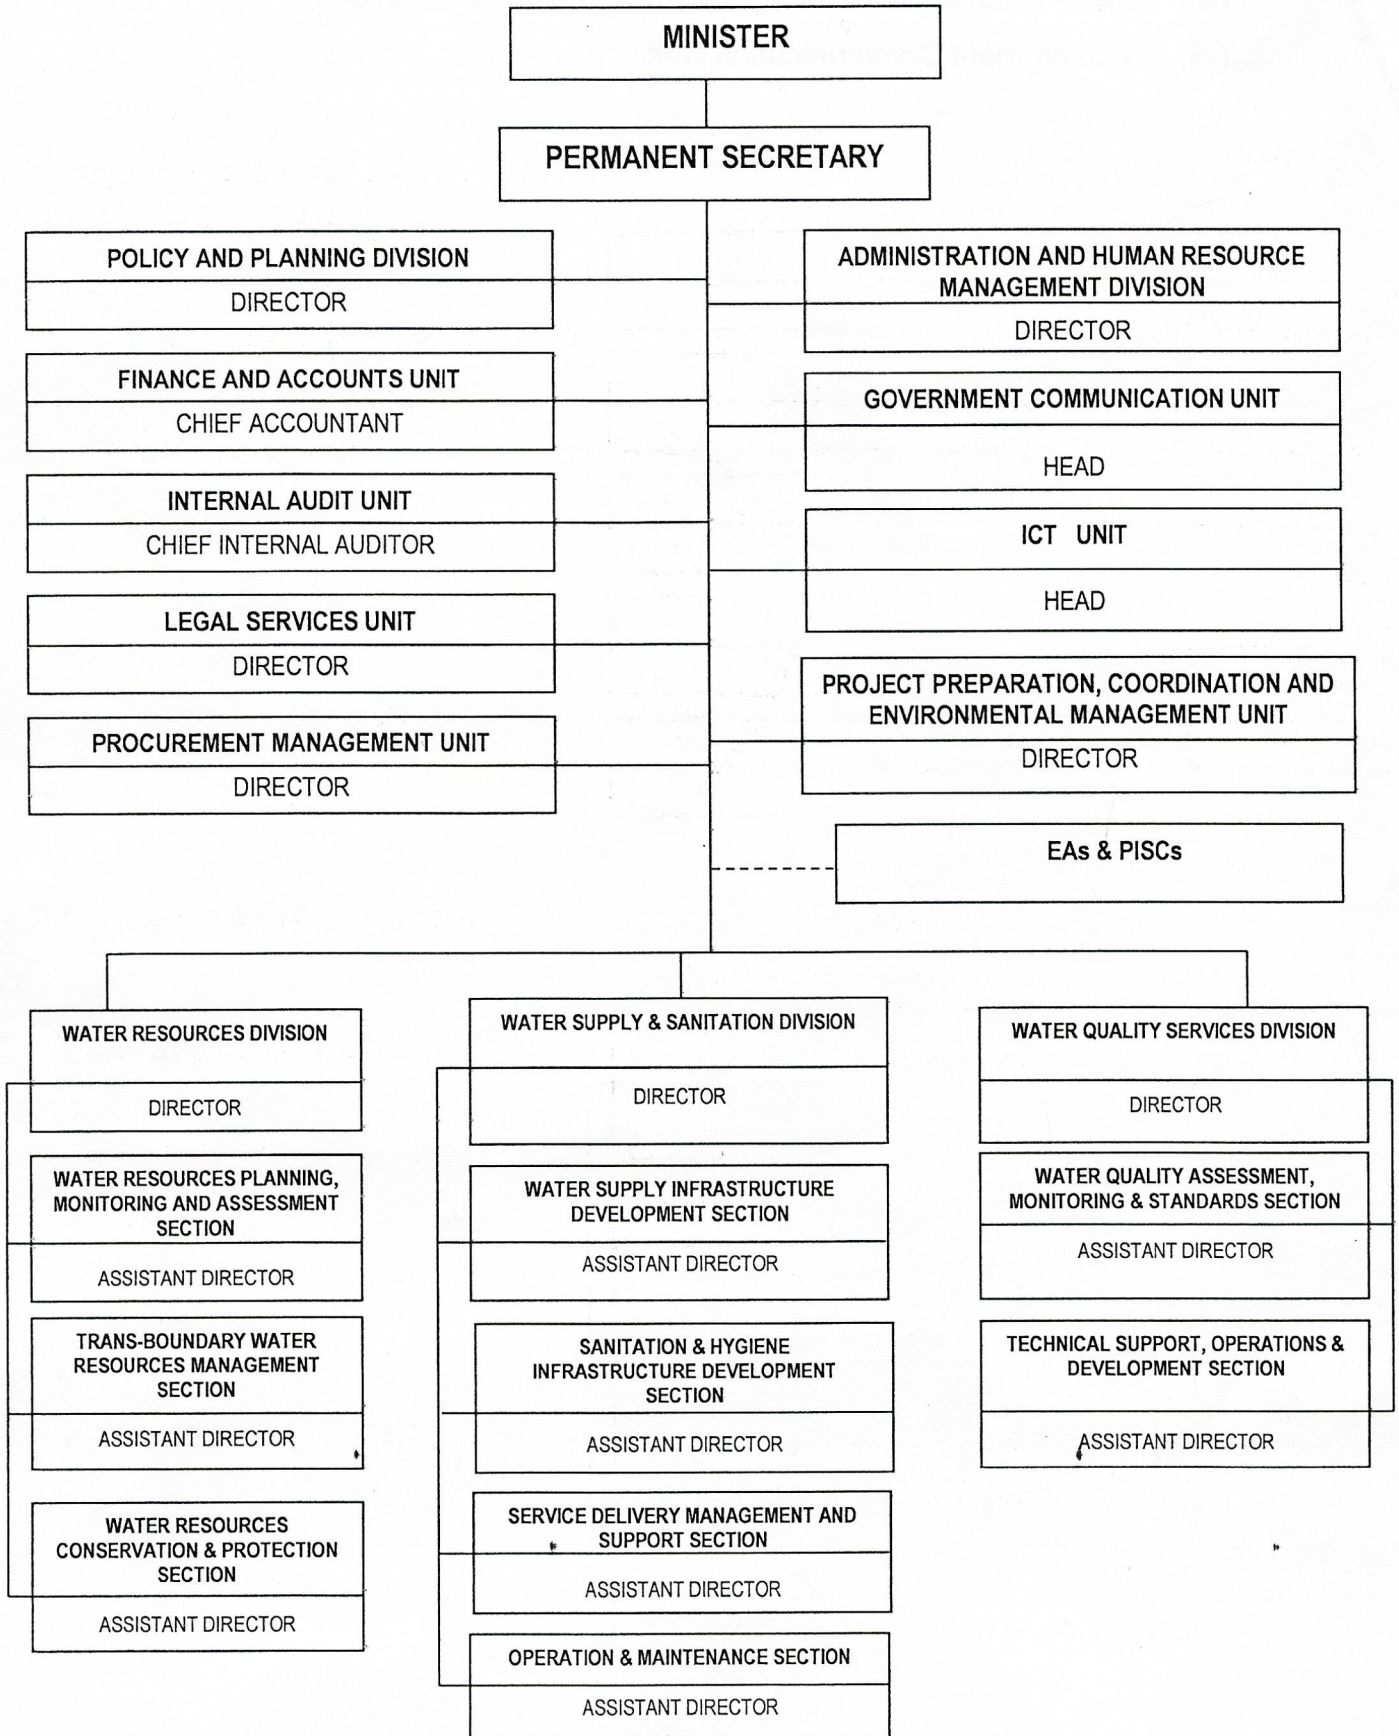 MINISTER
PERMANENT SECRETARY
POLICY AND PLANNING DIVISION
DIRECTOR
FINANCE AND ACCOUNTS UNIT
CHIEF ACCOUNTANT
INTERNAL AUDIT UNIT
CHIEF INTERNAL AUDITOR
LEGAL SERVICES UNIT
DIRECTOR
PROCUREMENT MANAGEMENT UNIT
DIRECTOR
ADMINISTRATION AND HUMAN RESOURCE
MANAGEMENT DIVISION
DIRECTOR
GOVERNMENT COMMUNICATION UNIT
HEAD
ICT UNIT
HEAD
PROJECT PREPARATION, COORDINATION AND
ENVIRONMENTAL MANAGEMENT UNIT
DIRECTOR
EAs & PISCs
WATER RESOURCES DIVISION
DIRECTOR
WATER RESOURCES PLANNING,
MONITORING AND ASSESSMENT
SECTION
ASSISTANT DIRECTOR
TRANS-BOUNDARY WATER
RESOURCES MANAGEMENT
SECTION
ASSISTANT DIRECTOR
WATER RESOURCES
CONSERVATION & PROTECTION
SECTION
ASSISTANT DIRECTOR
WATER SUPPLY & SANITATION DIVISION
DIRECTOR
WATER SUPPLY INFRASTRUCTURE
DEVELOPMENT SECTION
ASSISTANT DIRECTOR
SANITATION & HYGIENE
INFRASTRUCTURE DEVELOPMENT
SECTION
ASSISTANT DIRECTOR
SERVICE DELIVERY MANAGEMENT AND
SUPPORT SECTION
ASSISTANT DIRECTOR
OPERATION & MAINTENANCE SECTION
ASSISTANT DIRECTOR
WATER QUALITY SERVICES DIVISION
DIRECTOR
WATER QUALITY ASSESSMENT,
MONITORING & STANDARDS SECTION
ASSISTANT DIRECTOR
TECHNICAL SUPPORT, OPERATIONS &
DEVELOPMENT SECTION
ASSISTANT DIRECTOR